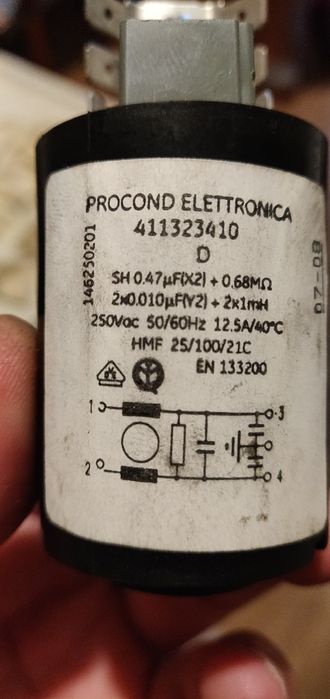 PROCOND ELETTRONICA
411323410
D
SH 0.47µF(X2) + 0.68MΩ
2x0.010µF(Y2) + 2x1mH
250Vac 50/60Hz 12.5A/40°C
HMF 25/100/21C
EN 133200
1
3
2
4
146250201
07-08